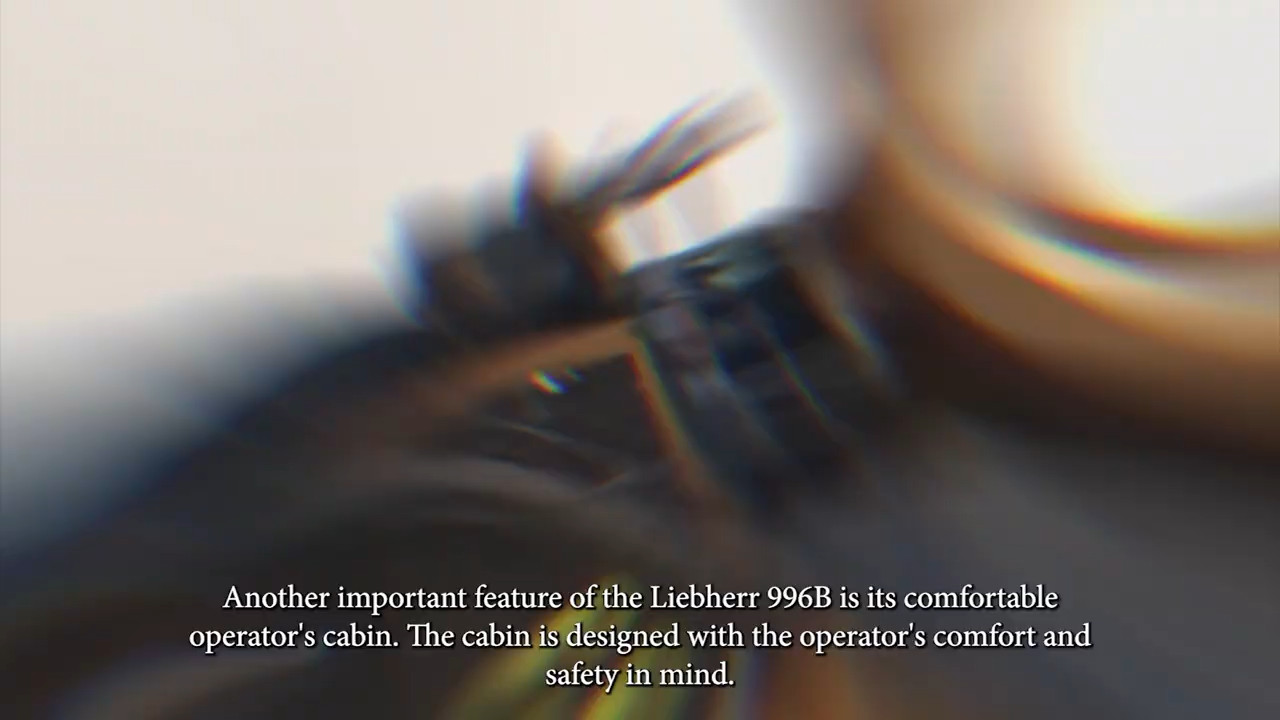 Another important feature of the Liebherr 996B is its comfortable
operator's cabin. The cabin is designed with the operator's comfort and
safety in mind.